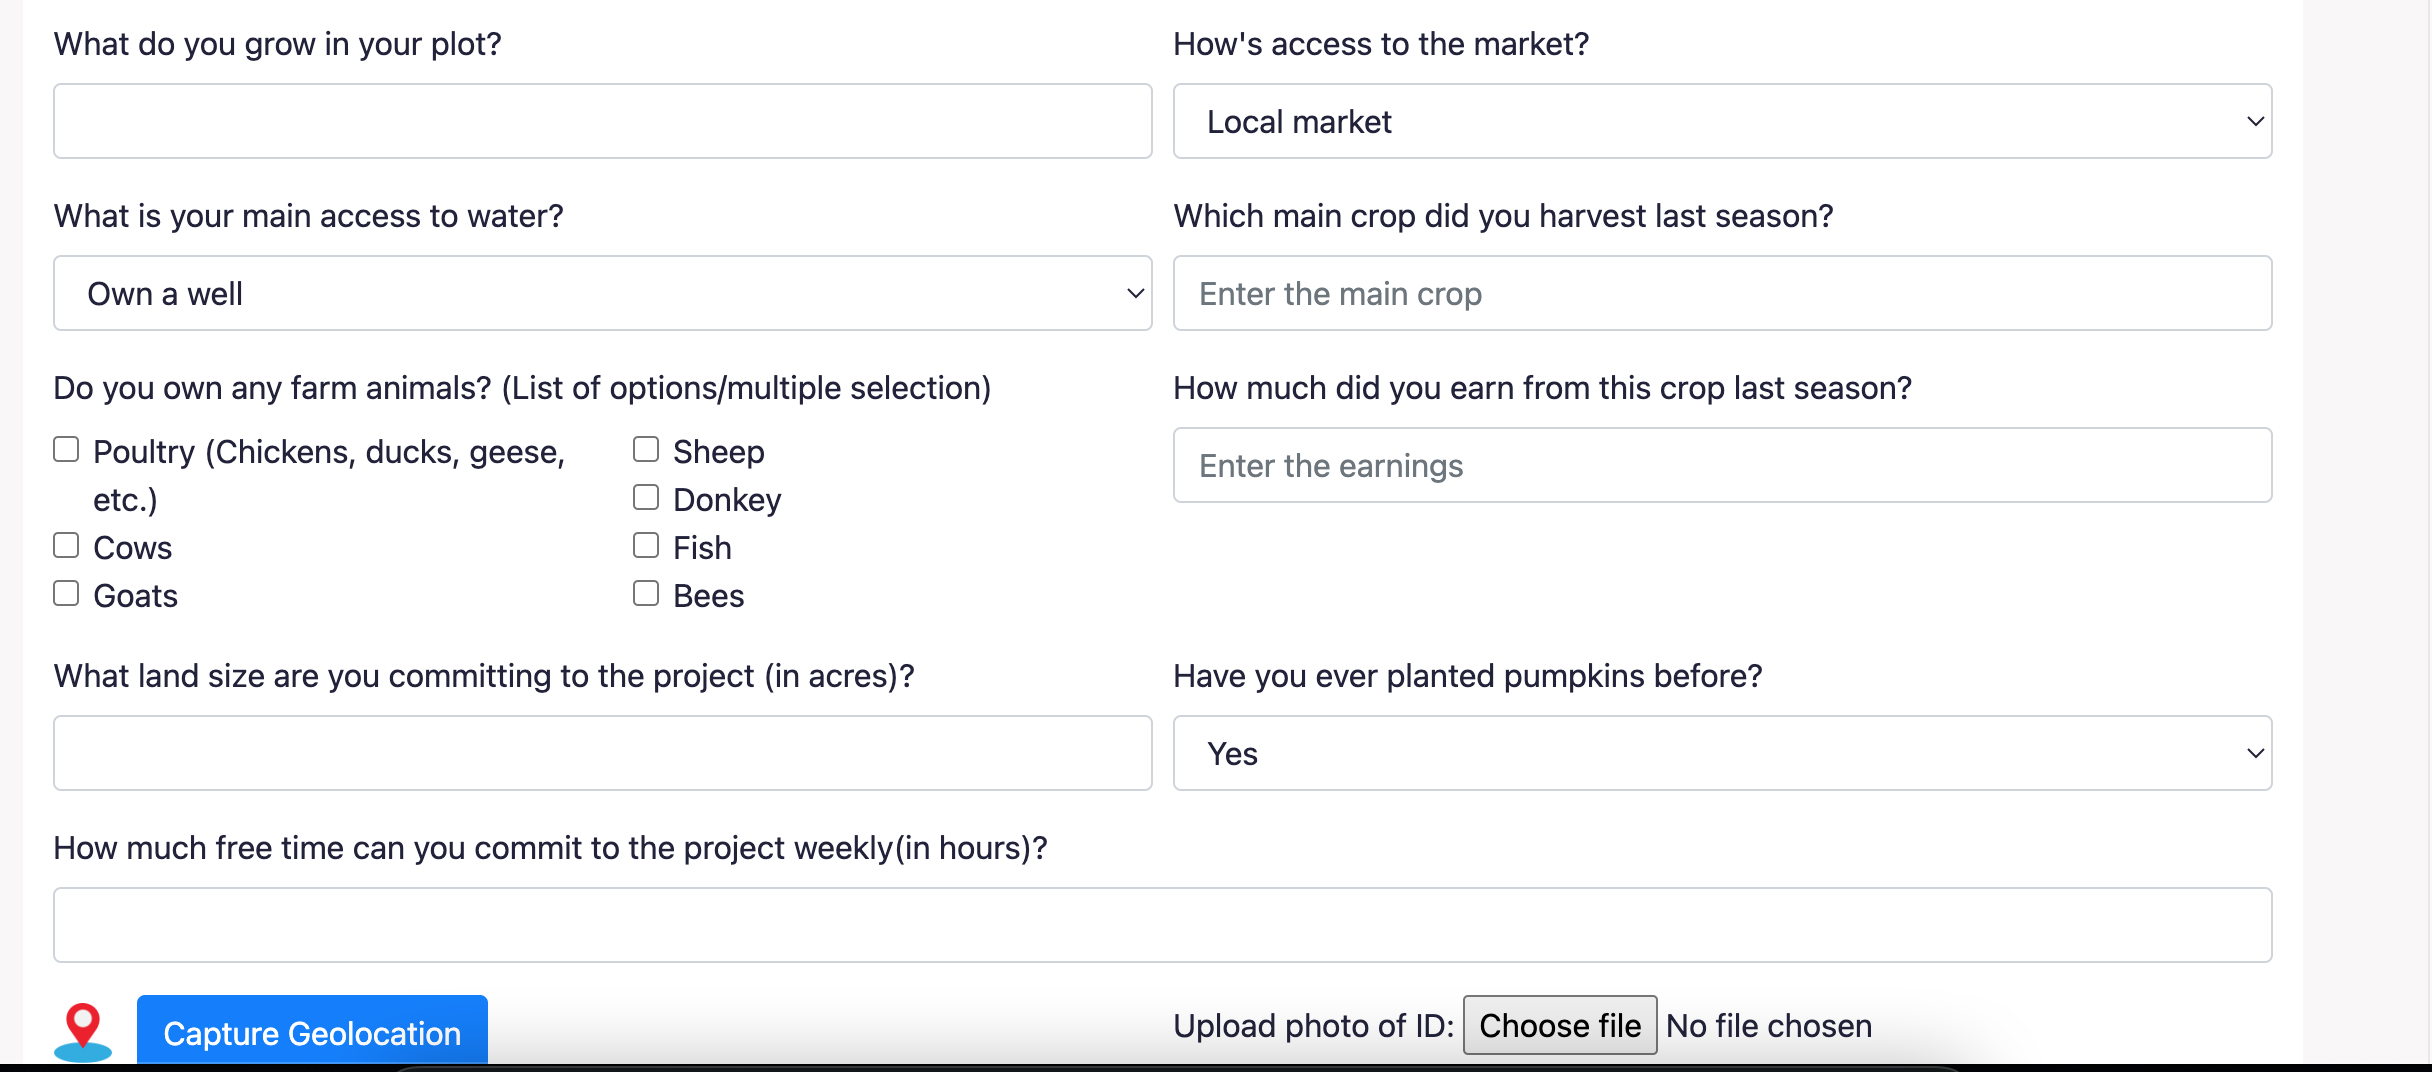 What do you grow in your plot?
How's access to the market?
Local market
What is your main access to water?
Which main crop did you harvest last season?
Own a well
Enter the main crop
Do you own any farm animals? (List of options/multiple selection)
How much did you earn from this crop last season?
Enter the earnings
Poultry (Chickens, ducks, geese,
etc.)
Cows
Goats
Sheep
Donkey
Fish
Bees
What land size are you committing to the project (in acres)?
Have you ever planted pumpkins before?
Yes
How much free time can you commit to the project weekly(in hours)?
Capture Geolocation
Upload photo of ID: Choose file No file chosen